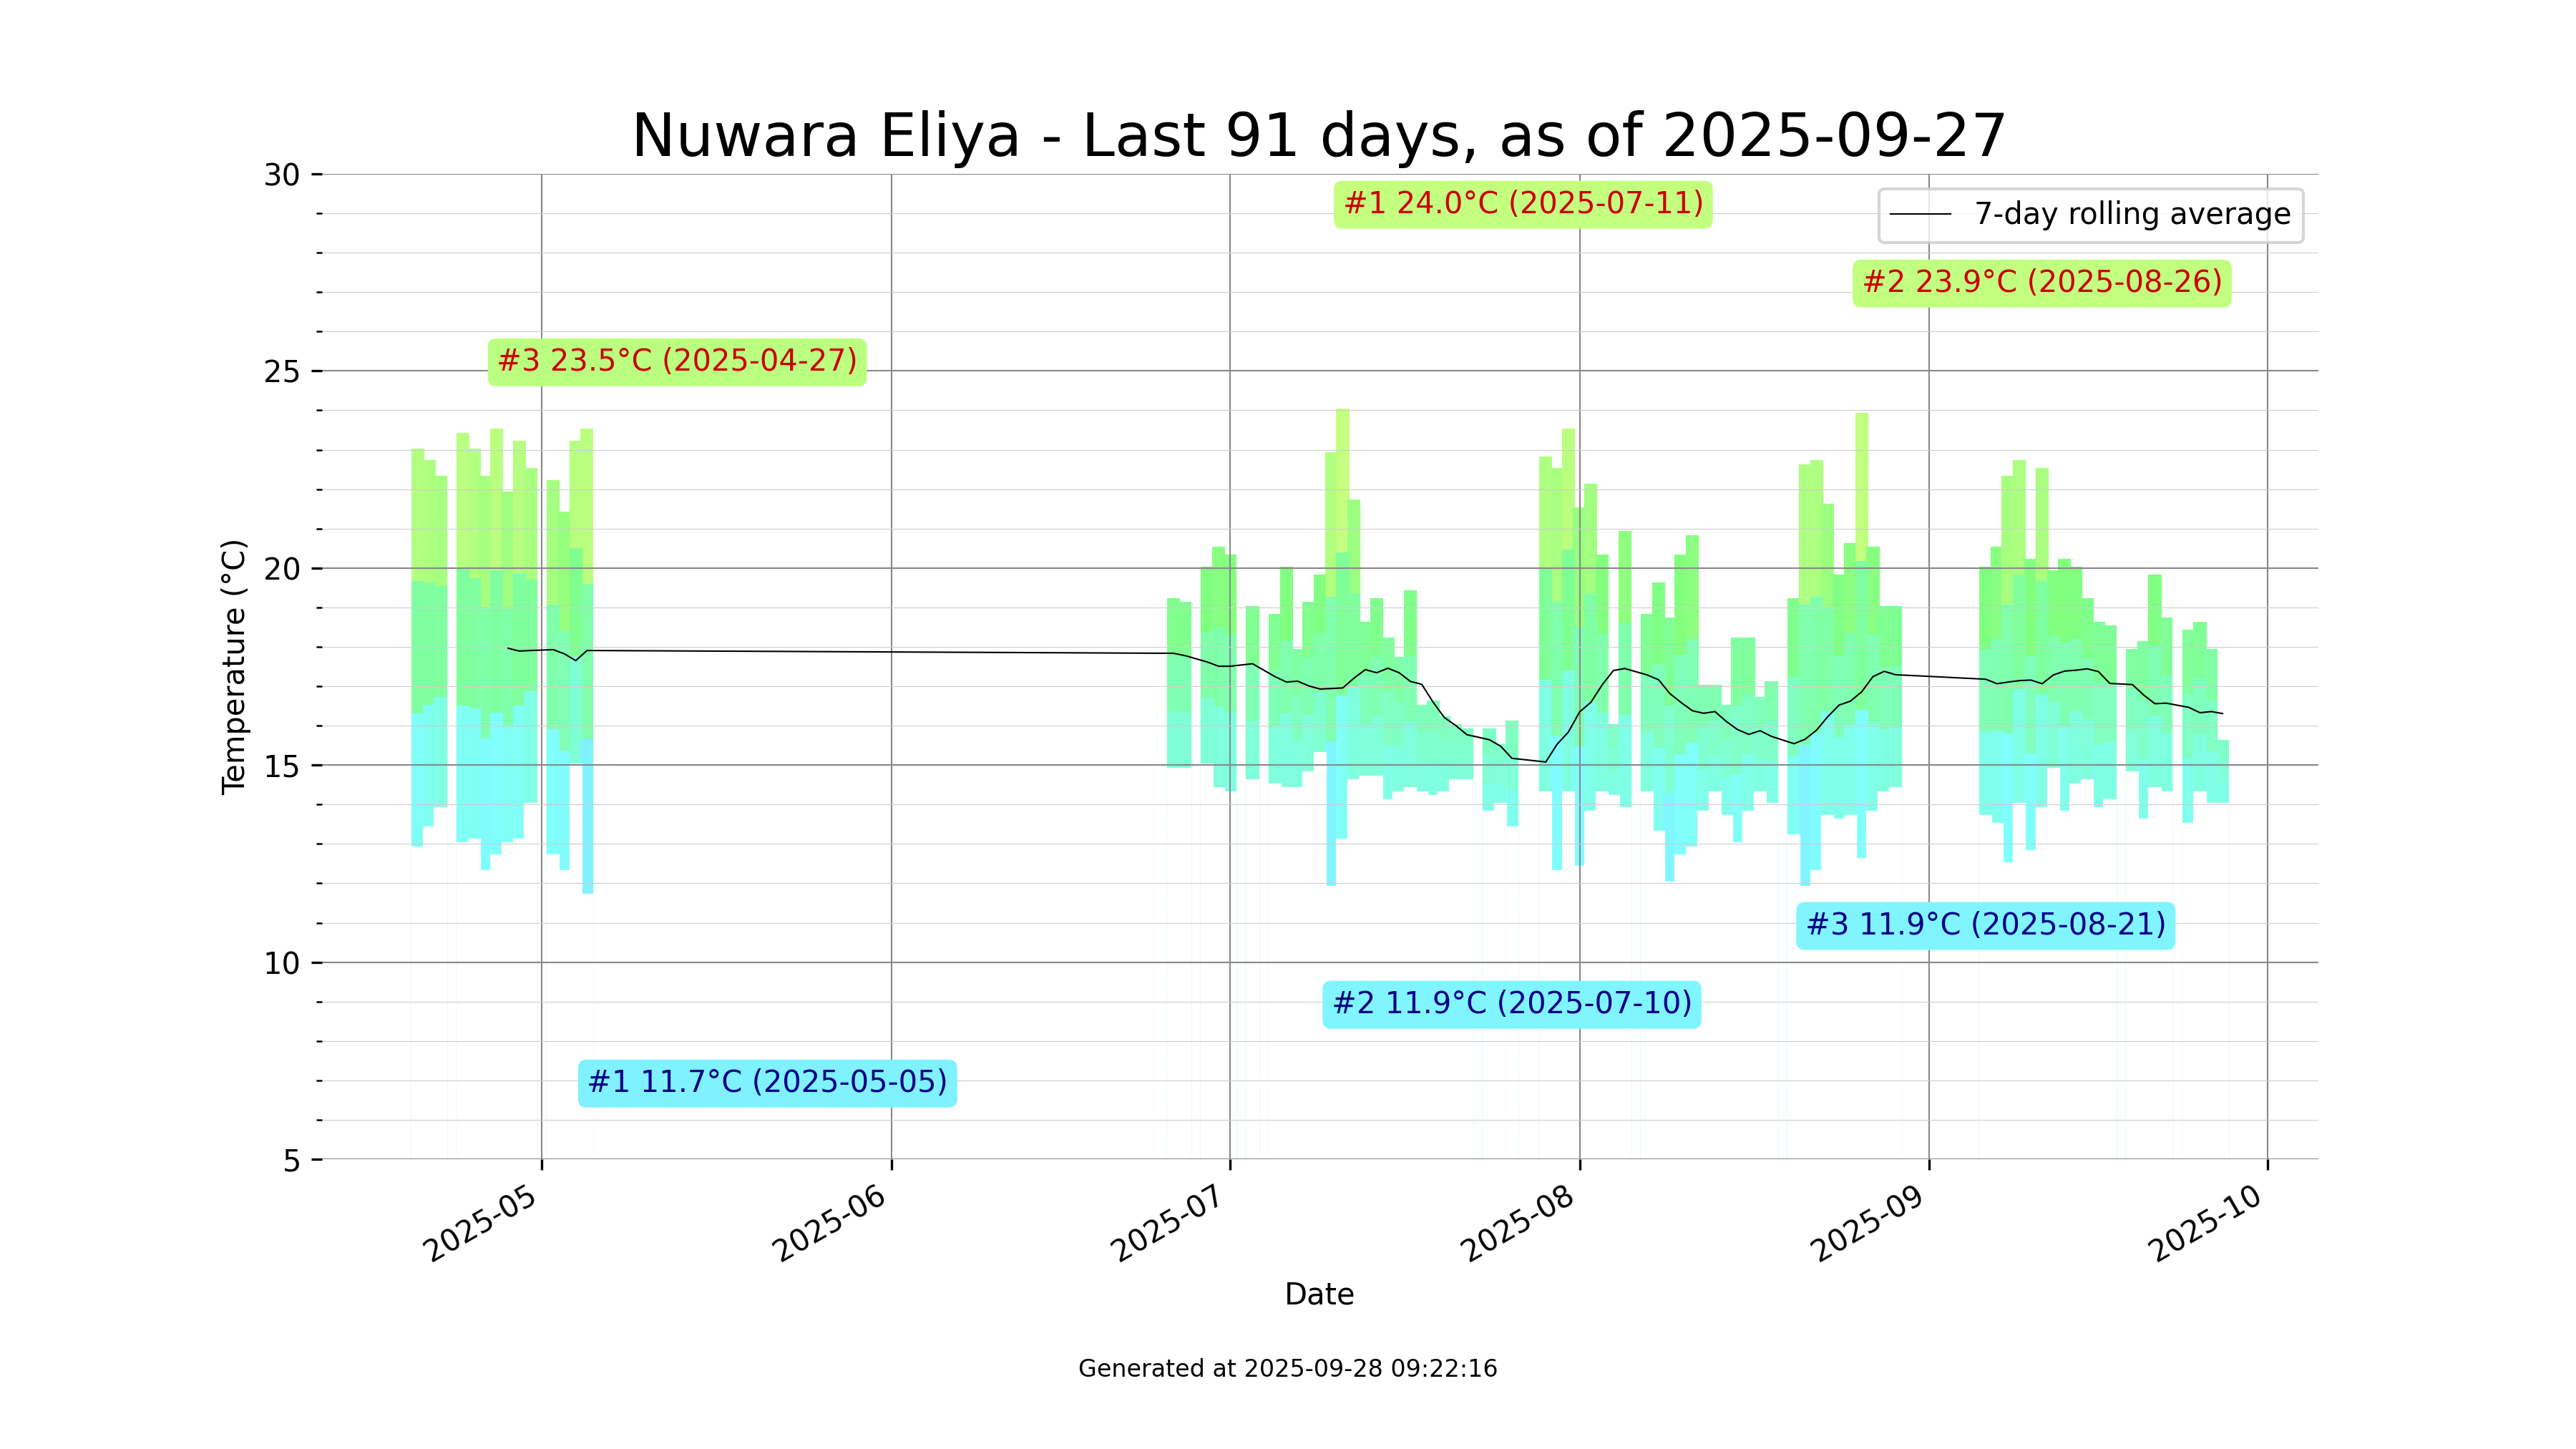 Nuwara Eliya - Last 91 days, as of 2025-09-27
30
25
20
15
10
5
Temperature (°C)
#1 24.0°C (2025-07-11)
7-day rolling average
#2 23.9°C (2025-08-26)
#3 23.5°C (2025-04-27)
#3 11.9°C (2025-08-21)
#2 11.9°C (2025-07-10)
#1 11.7°C (2025-05-05)
2025-05
2025-06
2025-07
2025-08
2025-09
2025-10
Date
Generated at 2025-09-28 09:22:16